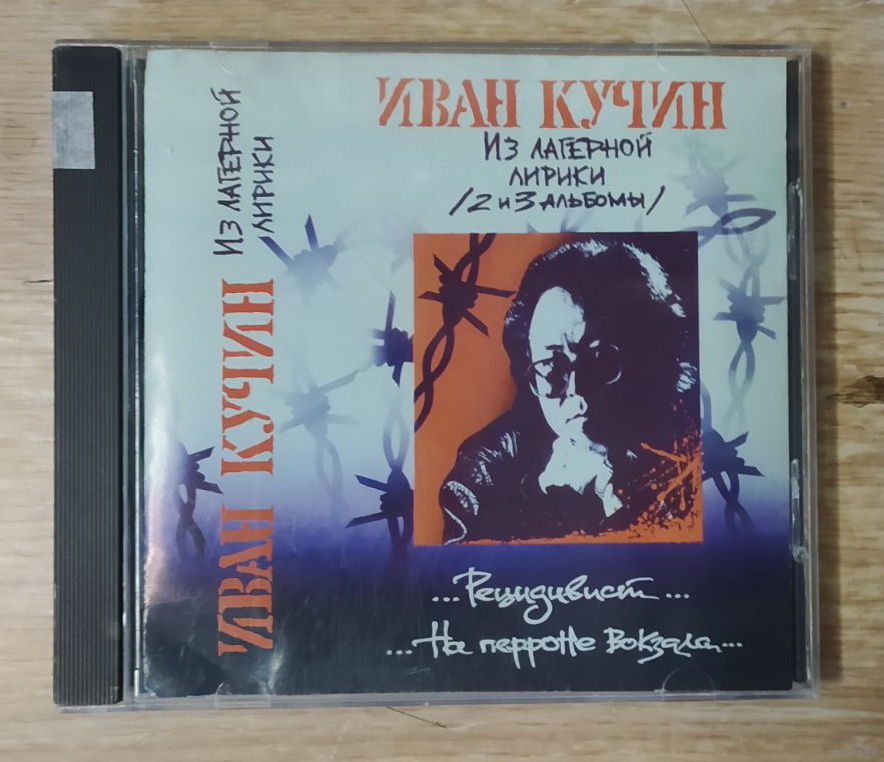 ИВАН КУЧИН
Из ЛАГЕРНОЙ
ЛИРИКИ
/2 и 3 АЛЬБОМЫ/
...Рецидивист...
...На перроне вокзала...
ИВАН КУЧИН
Из ЛАГЕРНОЙ
ЛИРИКИ